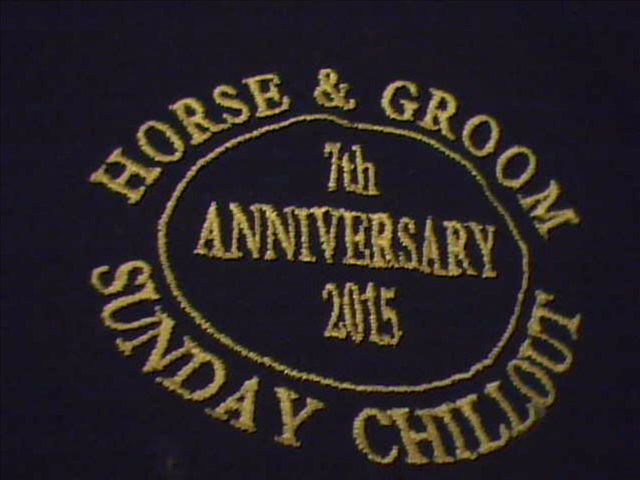 HORSE & GROOM
7th
ANNIVERSARY
2015
SUNDAY CHILLOUT